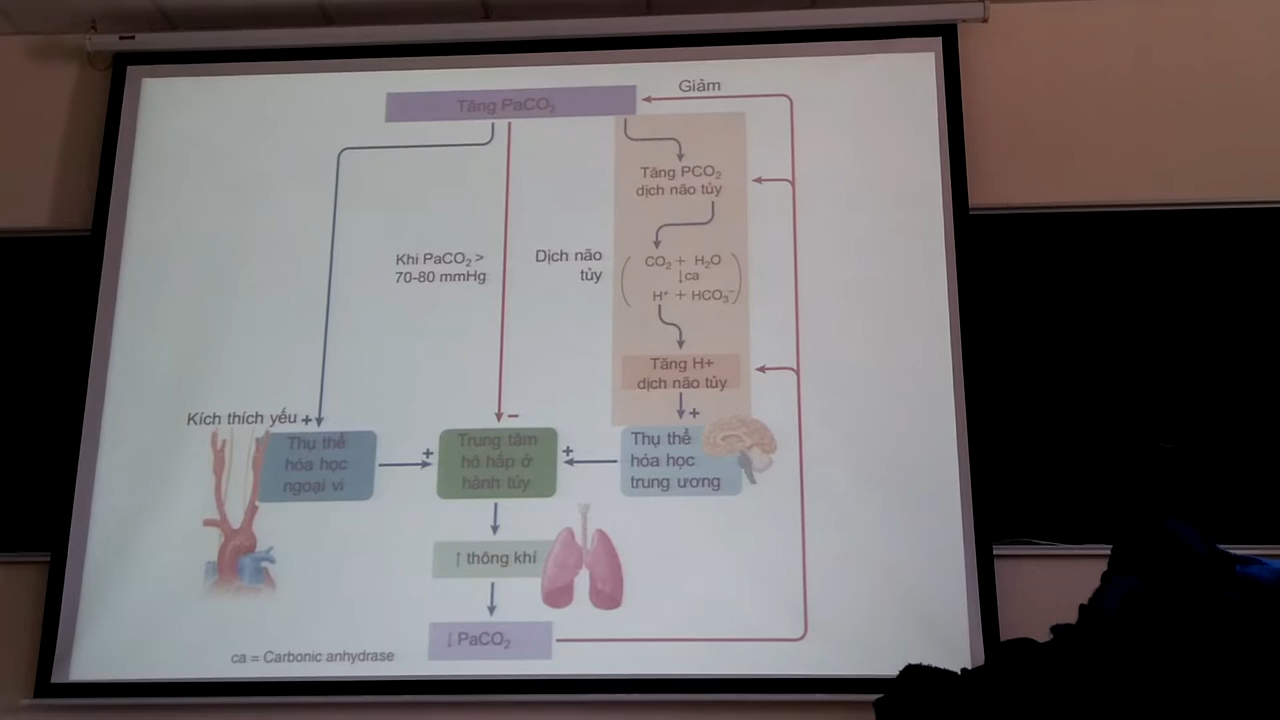 Giảm
Tăng PaCO₂
Tăng PCO₂
dịch não tủy
Khi PaCO₂ >
70-80 mmHg
Dịch não
tủy
CO₂ + H₂O
ca
H⁺ + HCO₃⁻
Tăng H+
dịch não tủy
+
Kích thích yếu +
−
Thụ thể
hóa học
ngoại vi
+
Trung tâm
hô hấp ở
hành tủy
+
Thụ thể
hóa học
trung ương
↑ thông khí
↓ PaCO₂
ca = Carbonic anhydrase